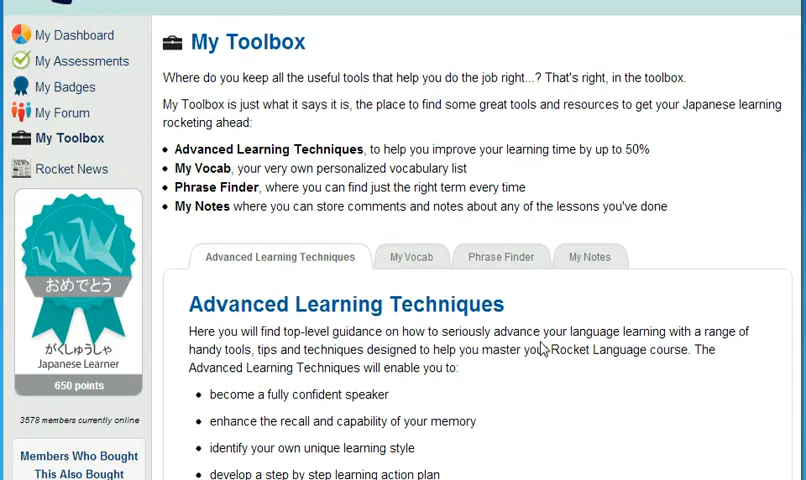 My Dashboard
My Assessments
My Badges
My Forum
My Toolbox
Rocket News
NEWS
おめでとう
がくしゅうしゃ
Japanese Learner
650 points
3578 members currently online
Members Who Bought
This Also Bought
My Toolbox
Where do you keep all the useful tools that help you do the job right...? That's right, in the toolbox.
My Toolbox is just what it says it is, the place to find some great tools and resources to get your Japanese learning
rocketing ahead:
Advanced Learning Techniques, to help you improve your learning time by up to 50%
My Vocab, your very own personalized vocabulary list
Phrase Finder, where you can find just the right term every time
My Notes where you can store comments and notes about any of the lessons you've done
Advanced Learning Techniques
My Vocab
Phrase Finder
My Notes
Advanced Learning Techniques
Here you will find top-level guidance on how to seriously advance your language learning with a range of
handy tools, tips and techniques designed to help you master your Rocket Language course. The
Advanced Learning Techniques will enable you to:
become a fully confident speaker
enhance the recall and capability of your memory
identify your own unique learning style
develop a step by step learning action plan